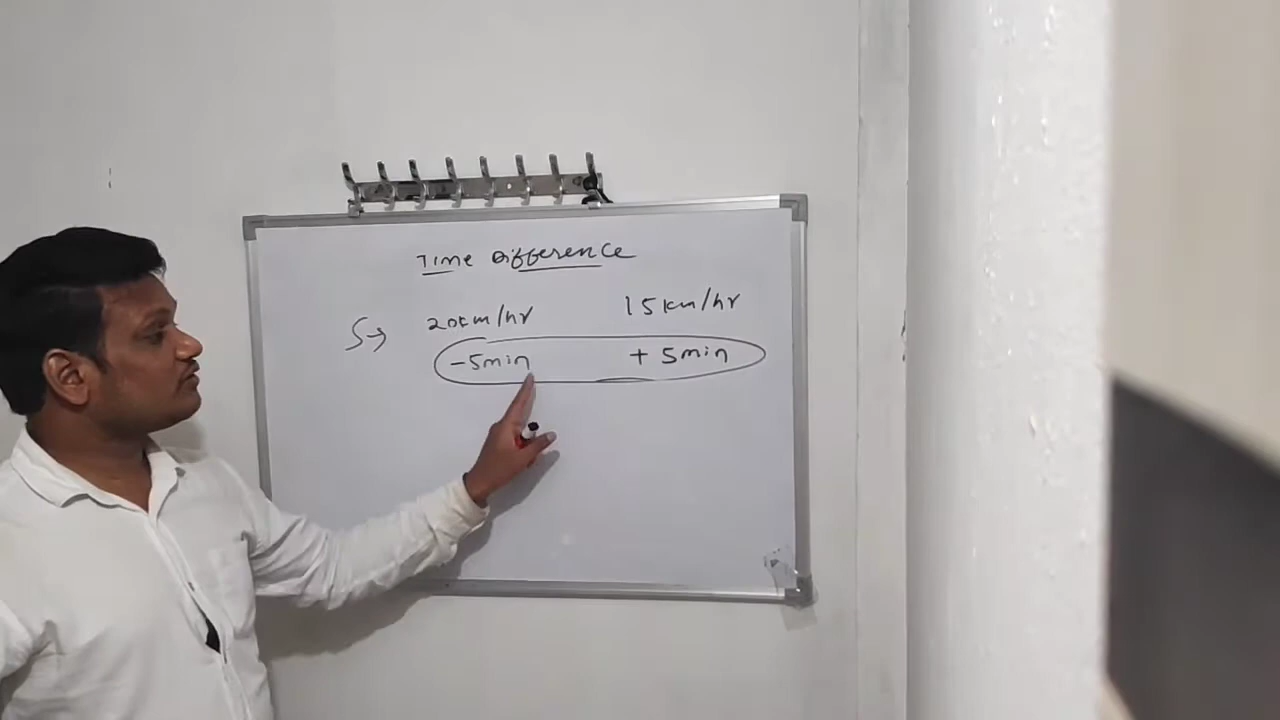 TIME DIFFERENCE
S→ 20km/hr 15km/hr
-5min + 5min